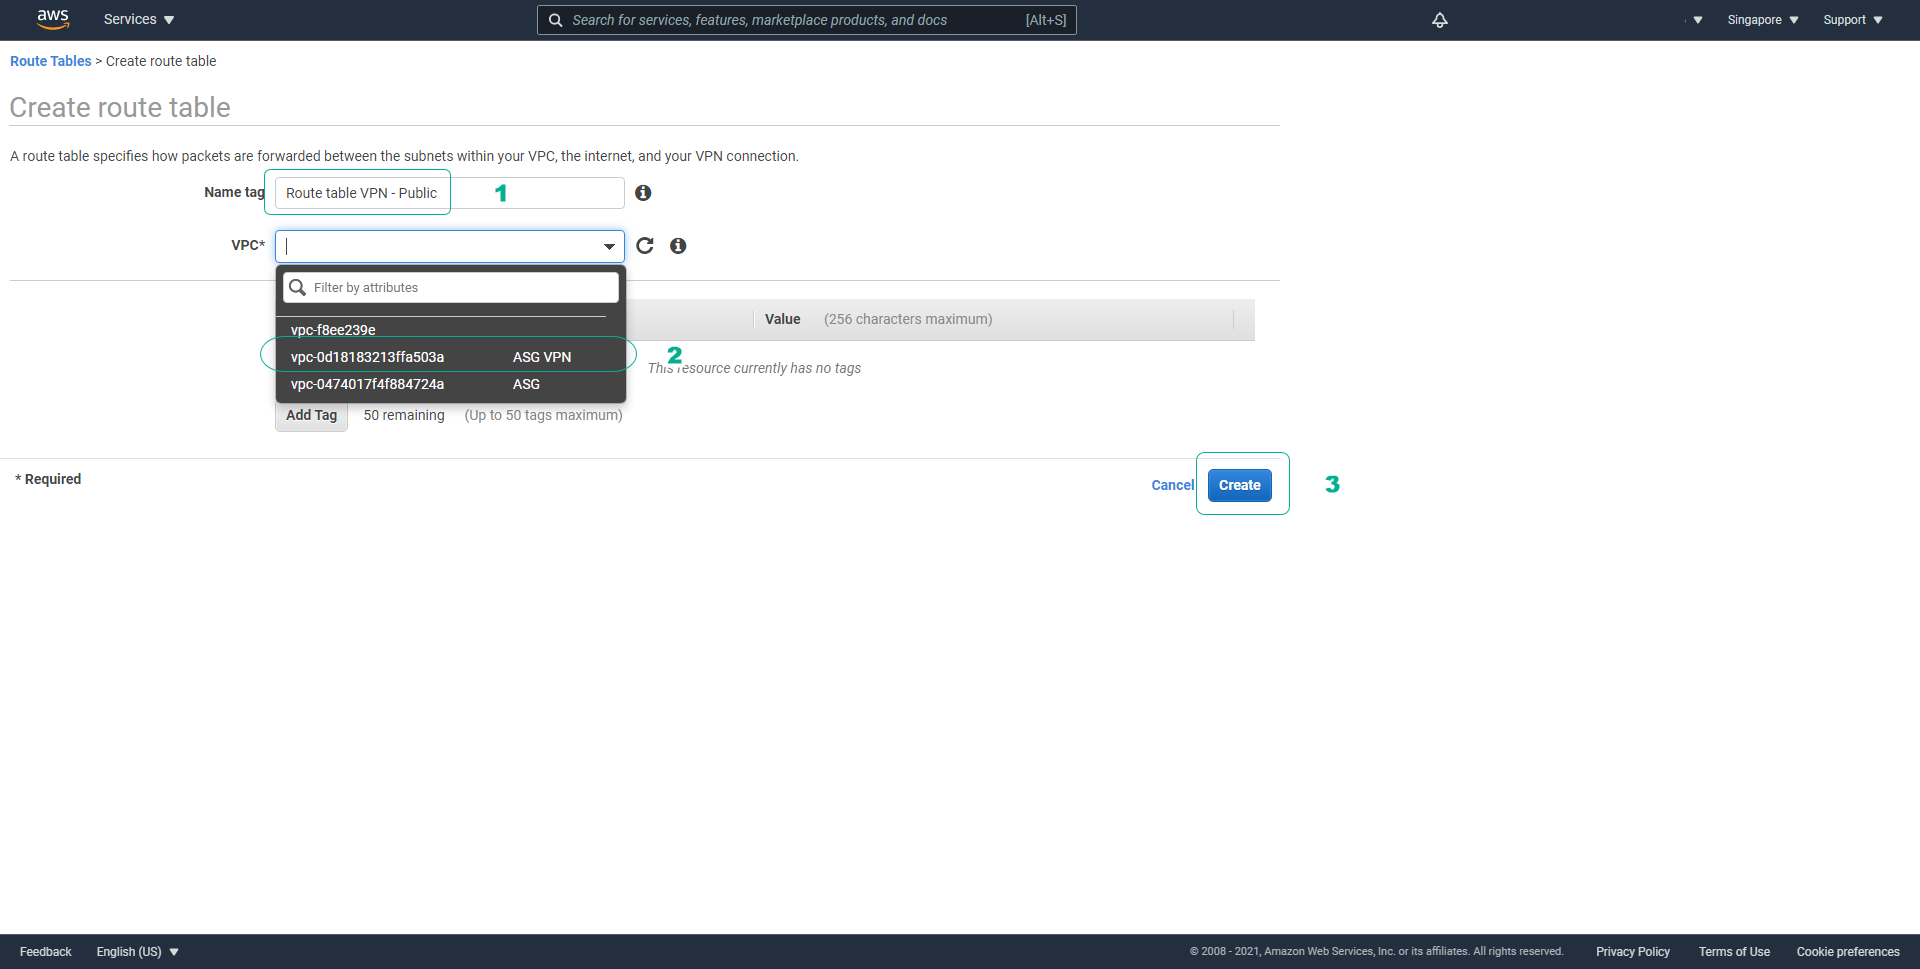 aws Services Search for services, features, marketplace products, and docs [Alt+S] Singapore Support
Route Tables > Create route table
Create route table
A route table specifies how packets are forwarded between the subnets within your VPC, the internet, and your VPN connection.
Name tag Route table VPN - Public 1
VPC*
Filter by attributes
Value (256 characters maximum)
vpc-f8ee239e
vpc-0d18183213ffa503a ASG VPN 2
This resource currently has no tags
vpc-0474017f4f884724a ASG
Add Tag 50 remaining (Up to 50 tags maximum)
* Required
Cancel Create 3
Feedback English (US) © 2008 - 2021, Amazon Web Services, Inc. or its affiliates. All rights reserved. Privacy Policy Terms of Use Cookie preferences